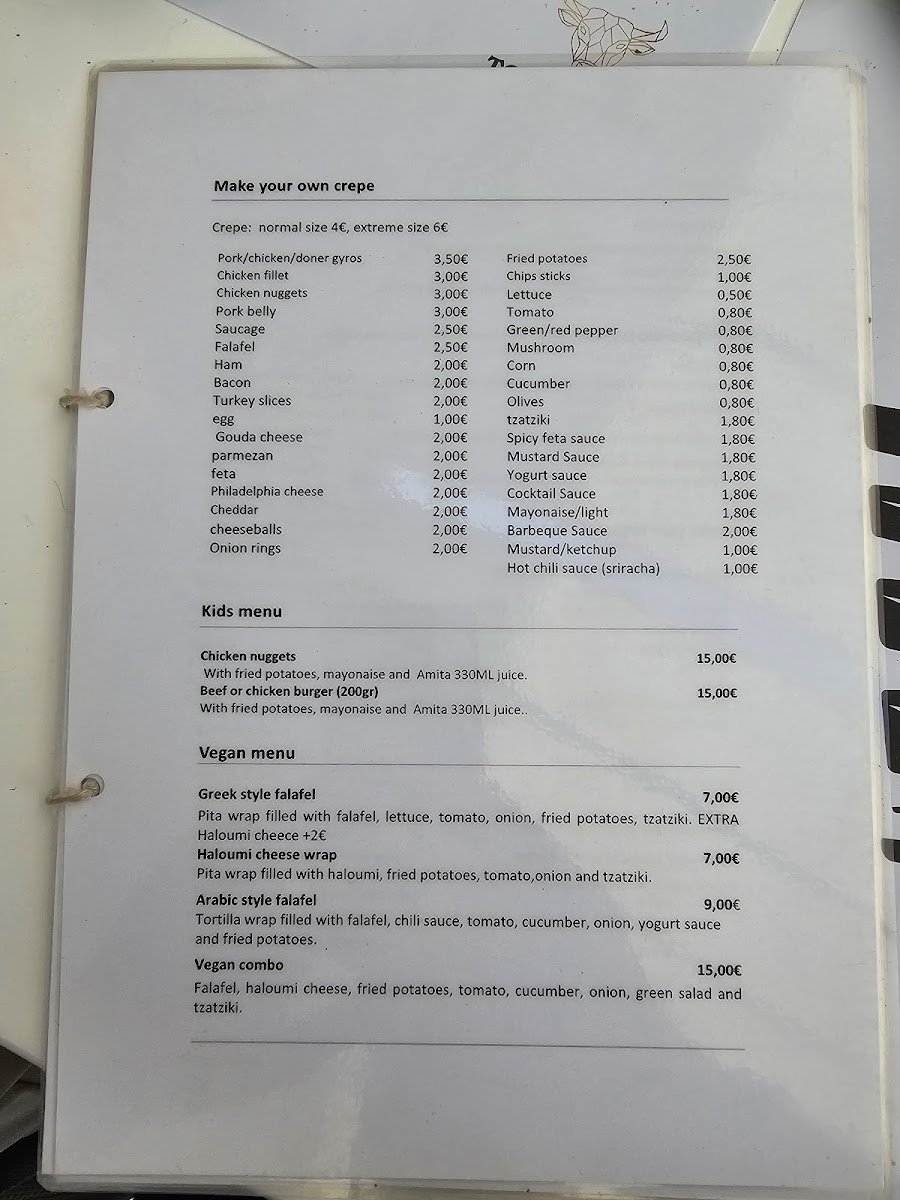 Make your own crepe
Crepe: normal size 4€, extreme size 6€
Pork/chicken/doner gyros 3,50€
Chicken fillet 3,00€
Chicken nuggets 3,00€
Pork belly 3,00€
Saucage 2,50€
Falafel 2,50€
Ham 2,00€
Bacon 2,00€
Turkey slices 2,00€
egg 1,00€
Gouda cheese 2,00€
parmezan 2,00€
feta 2,00€
Philadelphia cheese 2,00€
Cheddar 2,00€
cheeseballs 2,00€
Onion rings 2,00€
Fried potatoes 2,50€
Chips sticks 1,00€
Lettuce 0,50€
Tomato 0,80€
Green/red pepper 0,80€
Mushroom 0,80€
Corn 0,80€
Cucumber 0,80€
Olives 0,80€
tzatziki 1,80€
Spicy feta sauce 1,80€
Mustard Sauce 1,80€
Yogurt sauce 1,80€
Cocktail Sauce 1,80€
Mayonaise/light 1,80€
Barbeque Sauce 2,00€
Mustard/ketchup 1,00€
Hot chili sauce (sriracha) 1,00€
Kids menu
Chicken nuggets 15,00€
With fried potatoes, mayonaise and Amita 330ML juice.
Beef or chicken burger (200gr) 15,00€
With fried potatoes, mayonaise and Amita 330ML juice..
Vegan menu
Greek style falafel 7,00€
Pita wrap filled with falafel, lettuce, tomato, onion, fried potatoes, tzatziki. EXTRA
Haloumi cheece +2€
Haloumi cheese wrap 7,00€
Pita wrap filled with haloumi, fried potatoes, tomato,onion and tzatziki.
Arabic style falafel 9,00€
Tortilla wrap filled with falafel, chili sauce, tomato, cucumber, onion, yogurt sauce
and fried potatoes.
Vegan combo 15,00€
Falafel, haloumi cheese, fried potatoes, tomato, cucumber, onion, green salad and
tzatziki.